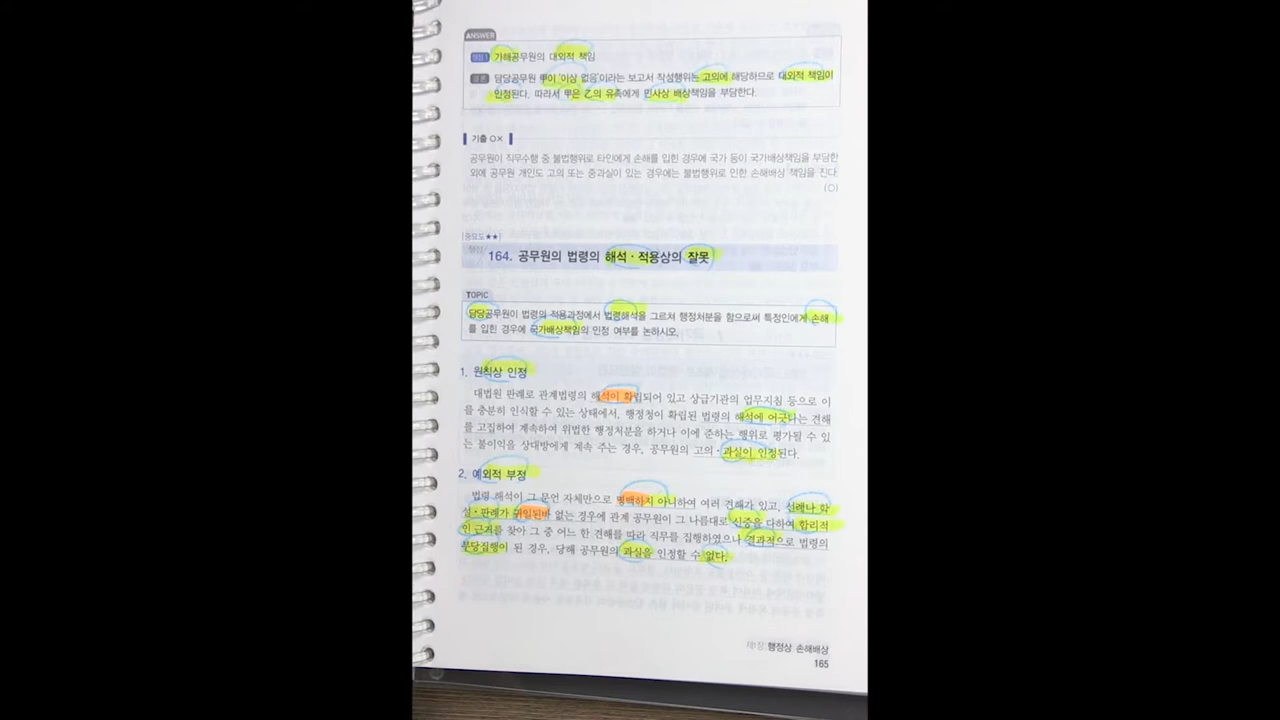 ANSWER
쟁점1 가해공무원의 대외적 책임
결론 담당공무원 甲이 '이상 없음'이라는 보고서 작성행위는 고의에 해당하므로 대외적 책임이
인정된다. 따라서 甲은 乙의 유족에게 민사상 배상책임을 부담한다.
기출 O×
공무원이 직무수행 중 불법행위로 타인에게 손해를 입힌 경우에 국가 등이 국가배상책임을 부담한
외에 공무원 개인도 고의 또는 중과실이 있는 경우에는 불법행위로 인한 손해배상 책임을 진다.
(O)
중요도★★
164. 공무원의 법령의 해석·적용상의 잘못
TOPIC
담당공무원이 법령의 적용과정에서 법령해석을 그르쳐 행정처분을 함으로써 특정인에게 손해
를 입힌 경우에 국가배상책임의 인정 여부를 논하시오.
1. 원칙상 인정
대법원 판례로 관계법령의 해석이 확립되어 있고 상급기관의 업무지침 등으로 이
를 충분히 인식할 수 있는 상태에서, 행정청이 확립된 법령의 해석에 어긋나는 견해
를 고집하여 계속하여 위법한 행정처분을 하거나 이에 준하는 행위로 평가될 수 있
는 불이익을 상대방에게 계속 주는 경우, 공무원의 고의·과실이 인정된다.
2. 예외적 부정
법령 해석이 그 문언 자체만으로 명백하지 아니하여 여러 견해가 있고, 선례나 학
설·판례가 귀일된바 없는 경우에 관계 공무원이 그 나름대로 신중을 다하여 합리적
인 근거를 찾아 그 중 어느 한 견해를 따라 직무를 집행하였으나 결과적으로 법령의
부당집행이 된 경우, 당해 공무원의 과실을 인정할 수 없다.
제1장 행정상 손해배상
165